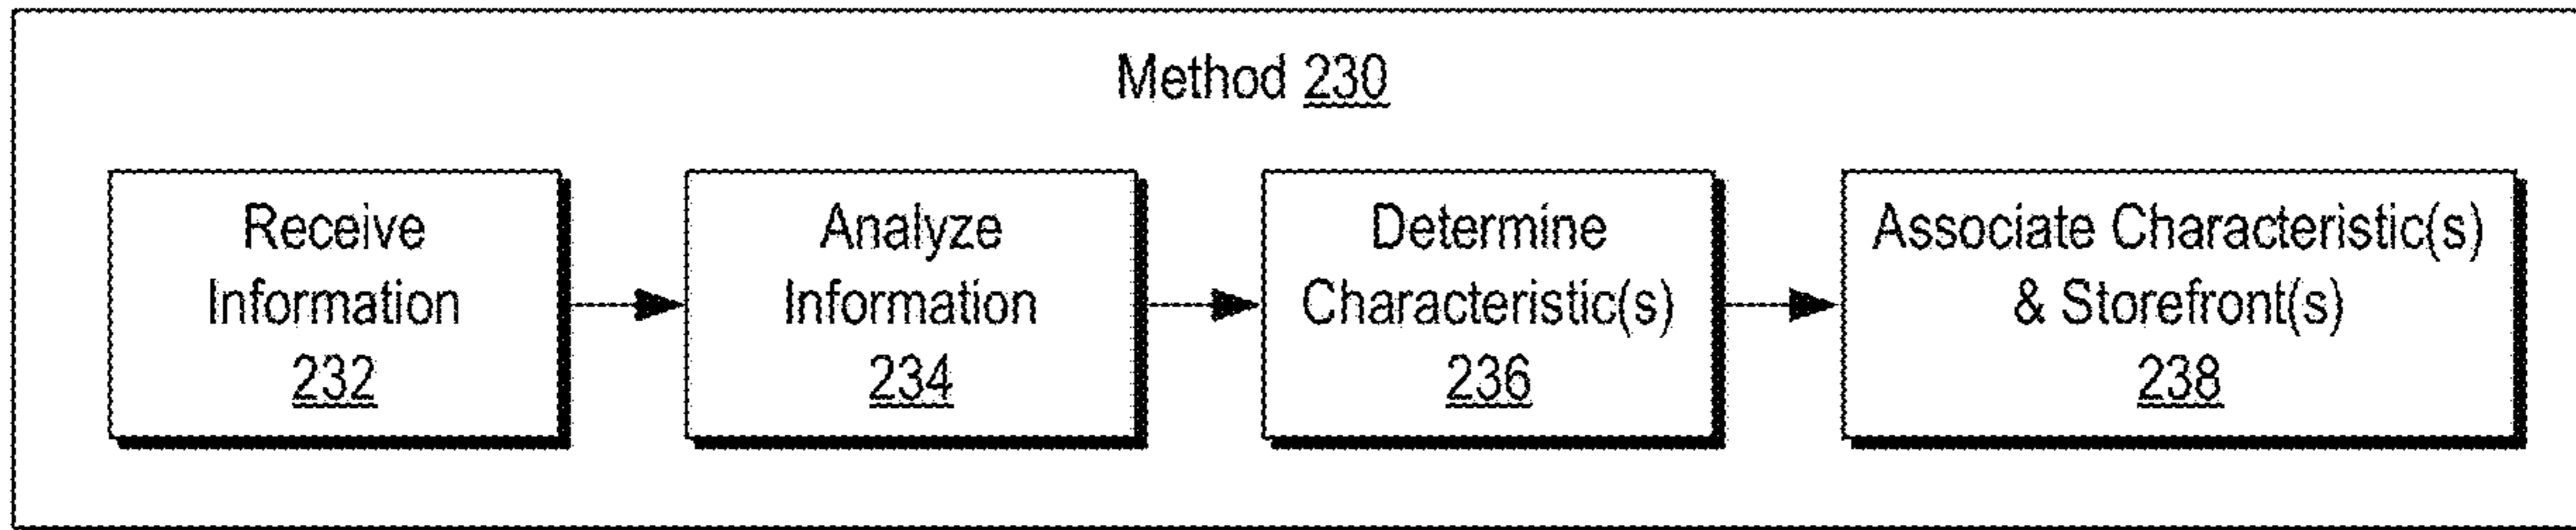 Method 230
Receive
Information
232
Analyze
Information
234
Determine
Characteristic(s)
236
Associate Characteristic(s)
& Storefront(s)
238